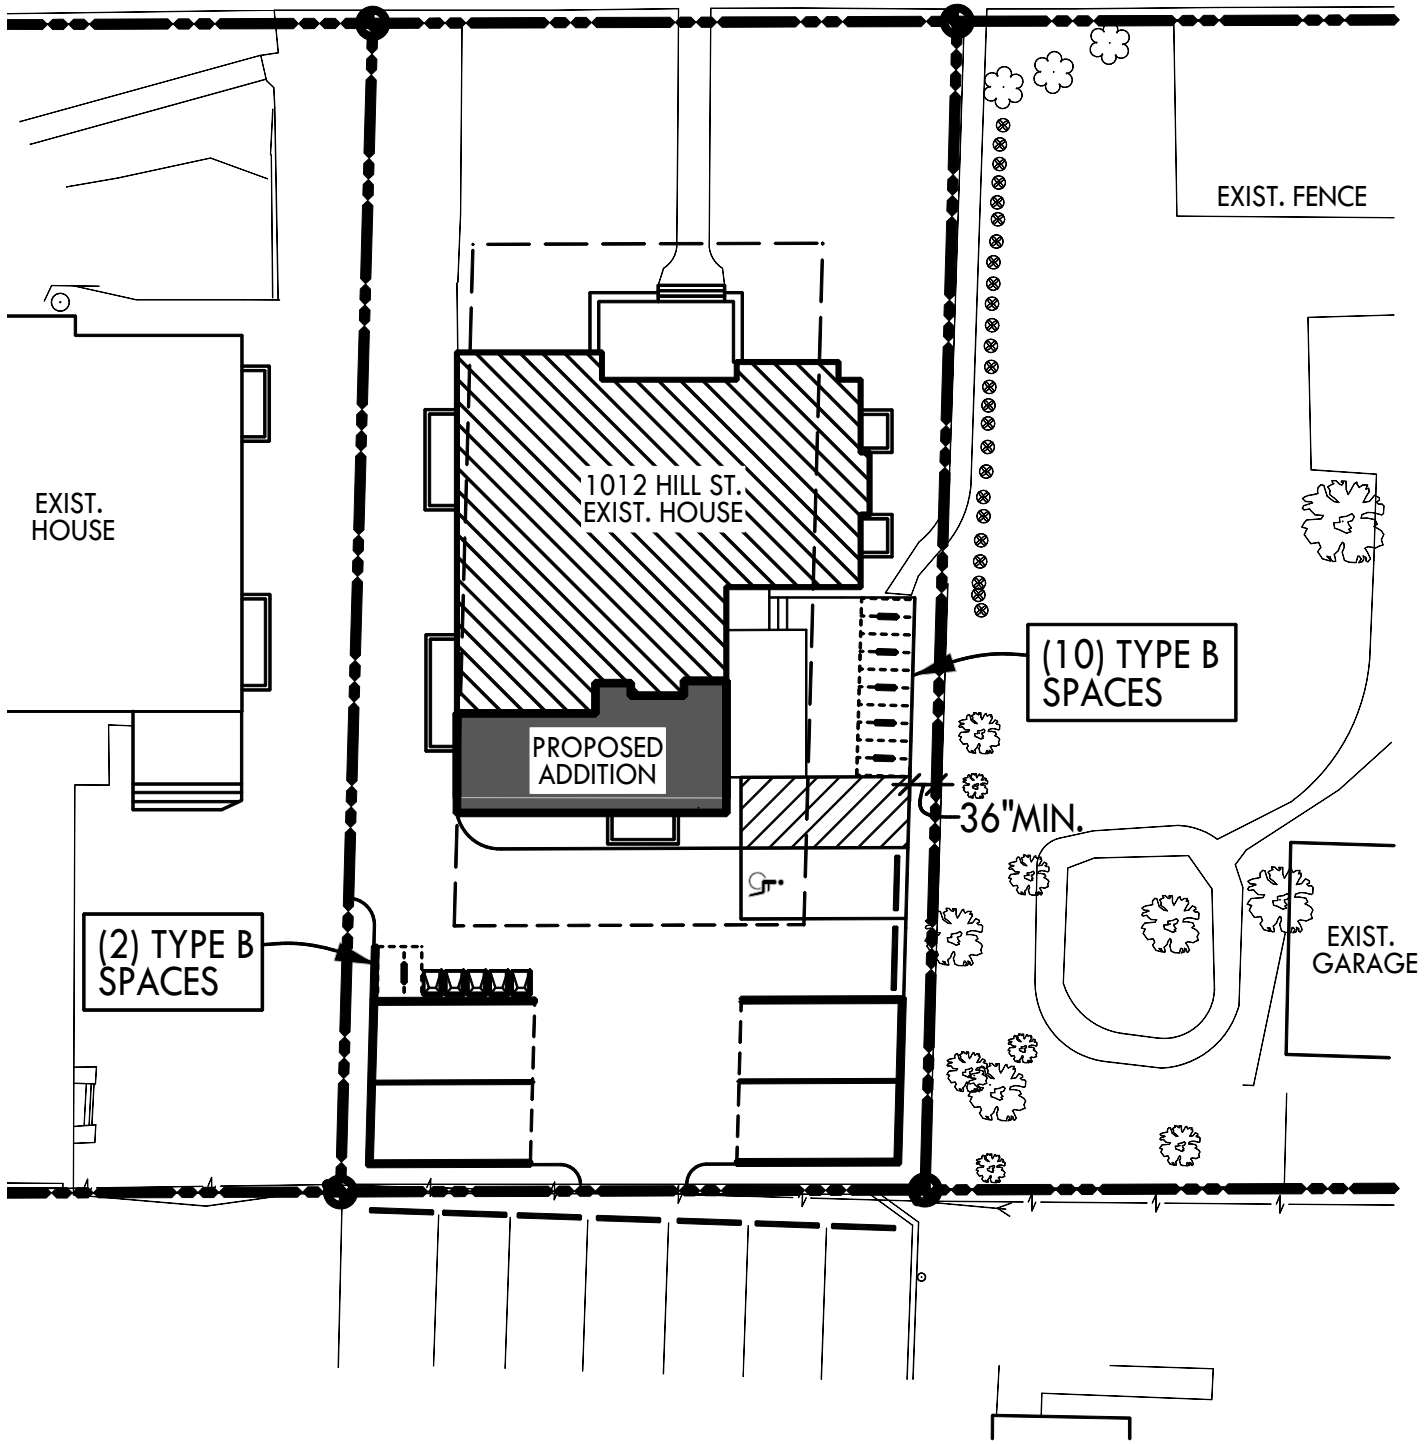 EXIST. FENCE
1012 HILL ST.
EXIST. HOUSE
EXIST.
HOUSE
(10) TYPE B
SPACES
PROPOSED
ADDITION
36"MIN.
(2) TYPE B
SPACES
EXIST.
GARAGE